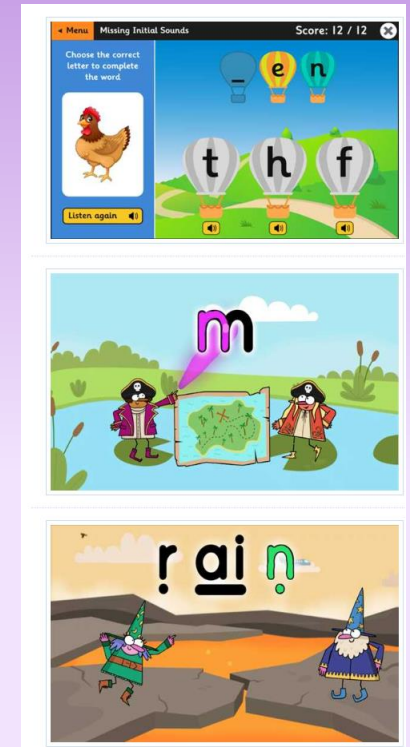 ◄ Menu Missing Initial Sounds Score: 12 / 12
Choose the correct
letter to complete
the word
_ e n
t h f
Listen again
m
r ai n